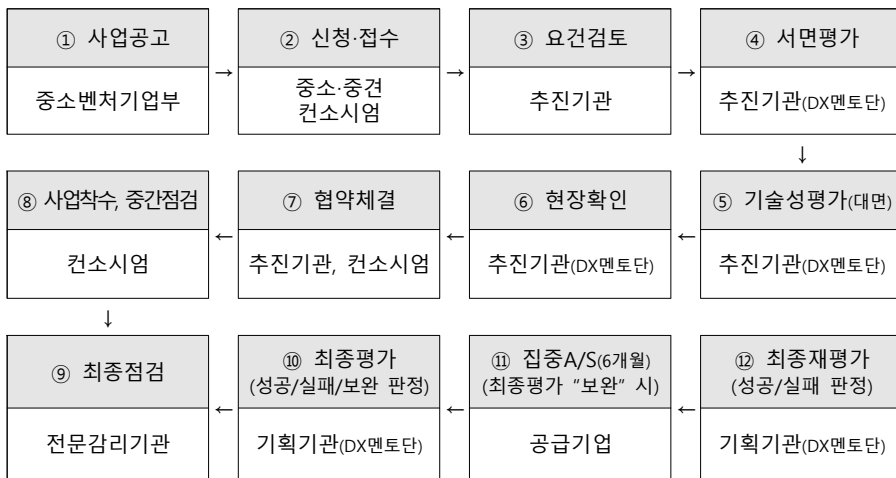 ① 사업공고
중소벤처기업부
→
② 신청·접수
중소·중견
컨소시엄
→
③ 요건검토
추진기관
→
④ 서면평가
추진기관(DX멘토단)
↓
⑧ 사업착수, 중간점검
컨소시엄
←
⑦ 협약체결
추진기관, 컨소시엄
←
⑥ 현장확인
추진기관(DX멘토단)
←
⑤ 기술성평가(대면)
추진기관(DX멘토단)
↓
⑨ 최종점검
전문감리기관
←
⑩ 최종평가
(성공/실패/보완 판정)
기획기관(DX멘토단)
←
⑪ 집중A/S(6개월)
(최종평가 “보완” 시)
공급기업
←
⑫ 최종재평가
(성공/실패 판정)
기획기관(DX멘토단)